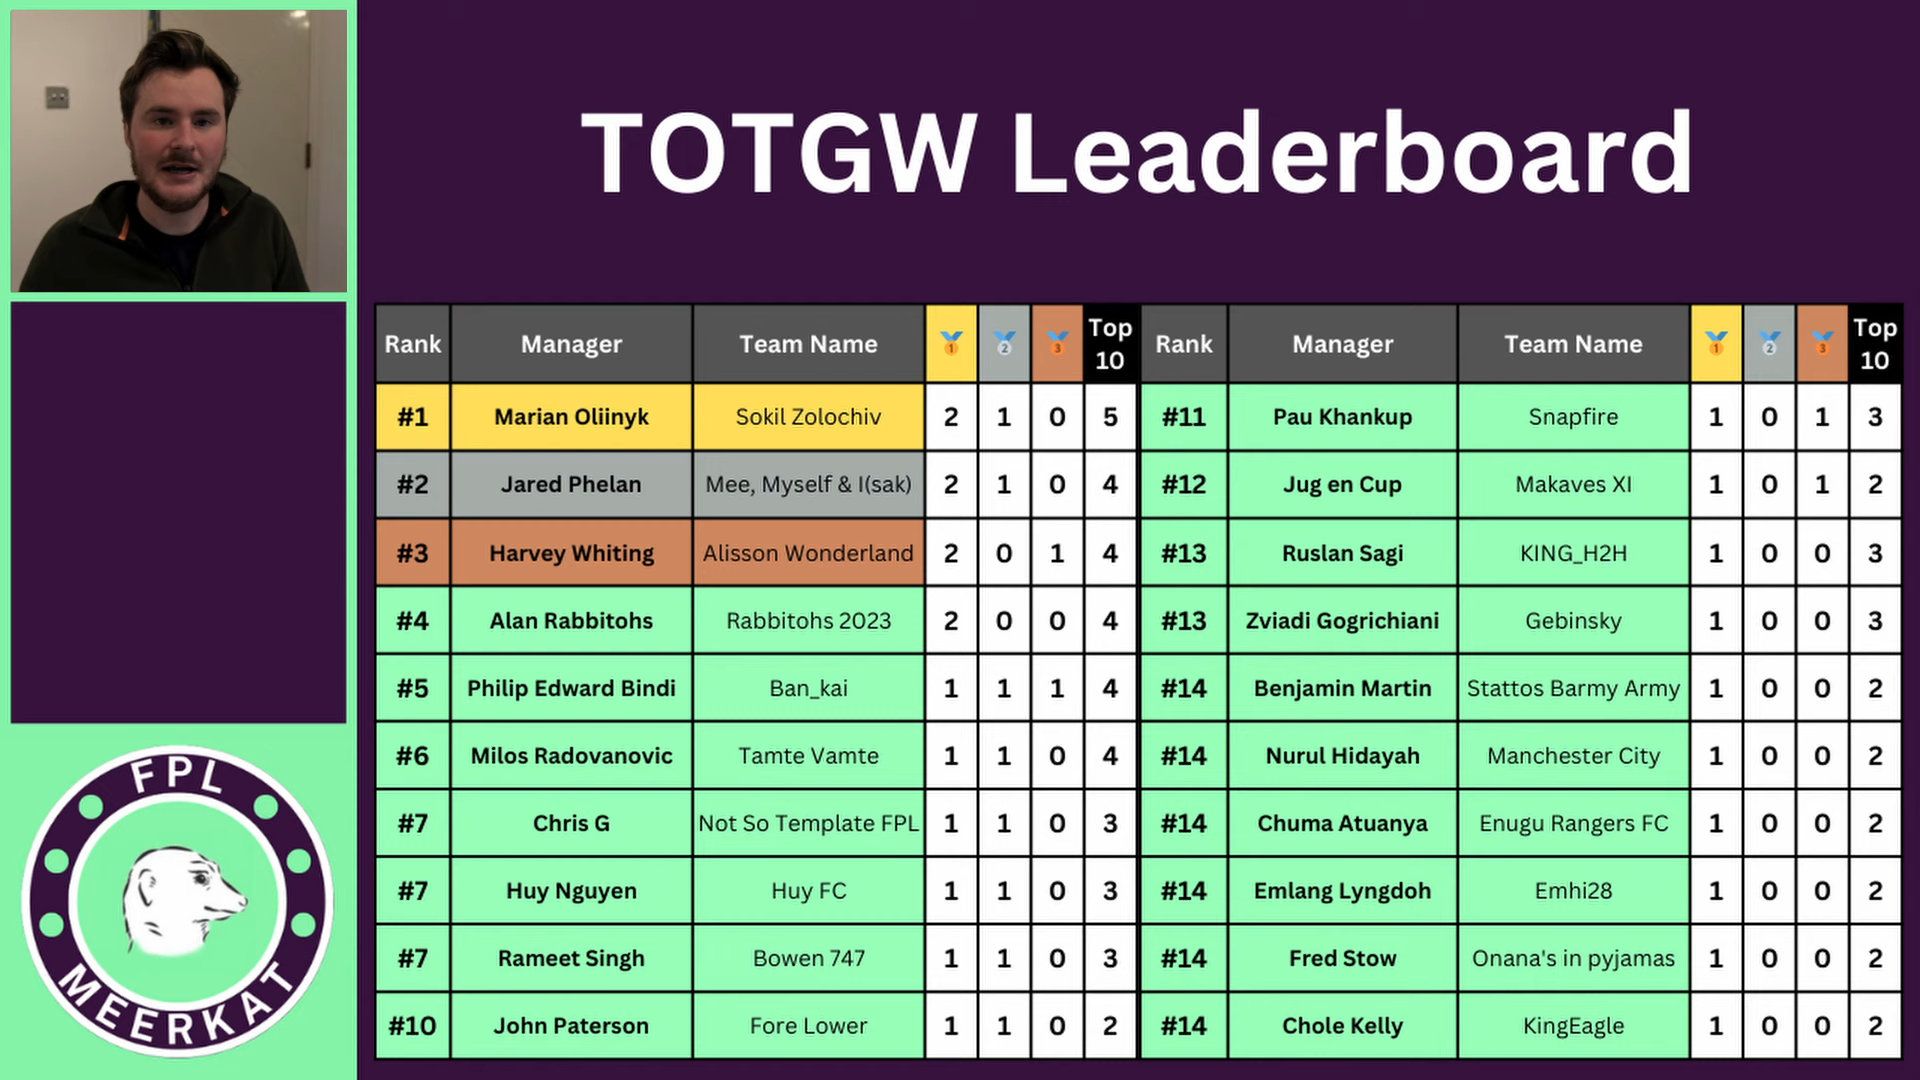 TOTGW Leaderboard
Rank Manager Team Name 1 2 3 Top 10 Rank Manager Team Name 1 2 3 Top 10
#1 Marian Oliinyk Sokil Zolochiv 2 1 0 5 #11 Pau Khankup Snapfire 1 0 1 3
#2 Jared Phelan Mee, Myself & I(sak) 2 1 0 4 #12 Jug en Cup Makaves XI 1 0 1 2
#3 Harvey Whiting Alisson Wonderland 2 0 1 4 #13 Ruslan Sagi KING_H2H 1 0 0 3
#4 Alan Rabbitohs Rabbitohs 2023 2 0 0 4 #13 Zviadi Gogrichiani Gebinsky 1 0 0 3
#5 Philip Edward Bindi Ban_kai 1 1 1 4 #14 Benjamin Martin Stattos Barmy Army 1 0 0 2
#6 Milos Radovanovic Tamte Vamte 1 1 0 4 #14 Nurul Hidayah Manchester City 1 0 0 2
#7 Chris G Not So Template FPL 1 1 0 3 #14 Chuma Atuanya Enugu Rangers FC 1 0 0 2
#7 Huy Nguyen Huy FC 1 1 0 3 #14 Emlang Lyngdoh Emhi28 1 0 0 2
#7 Rameet Singh Bowen 747 1 1 0 3 #14 Fred Stow Onana's in pyjamas 1 0 0 2
#10 John Paterson Fore Lower 1 1 0 2 #14 Chole Kelly KingEagle 1 0 0 2
FPL
MEERKAT